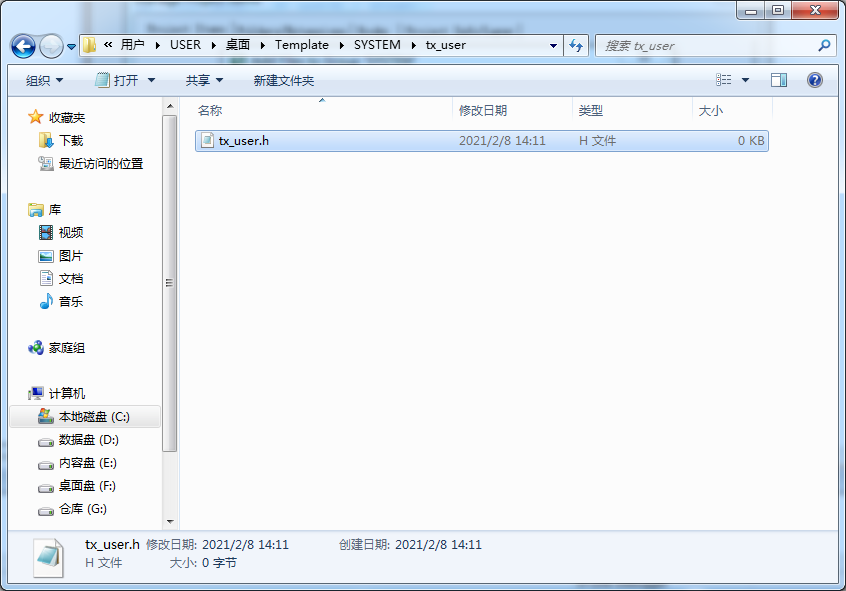 « 用户 ▸ USER ▸ 桌面 ▸ Template ▸ SYSTEM ▸ tx_user
搜索 tx_user
组织 打开 共享 新建文件夹
名称 修改日期 类型 大小
tx_user.h 2021/2/8 14:11 H 文件 0 KB
收藏夹
下载
最近访问的位置
库
视频
图片
文档
音乐
家庭组
计算机
本地磁盘 (C:)
数据盘 (D:)
内容盘 (E:)
桌面盘 (F:)
仓库 (G:)
tx_user.h 修改日期: 2021/2/8 14:11 创建日期: 2021/2/8 14:11
H 文件 大小: 0 字节